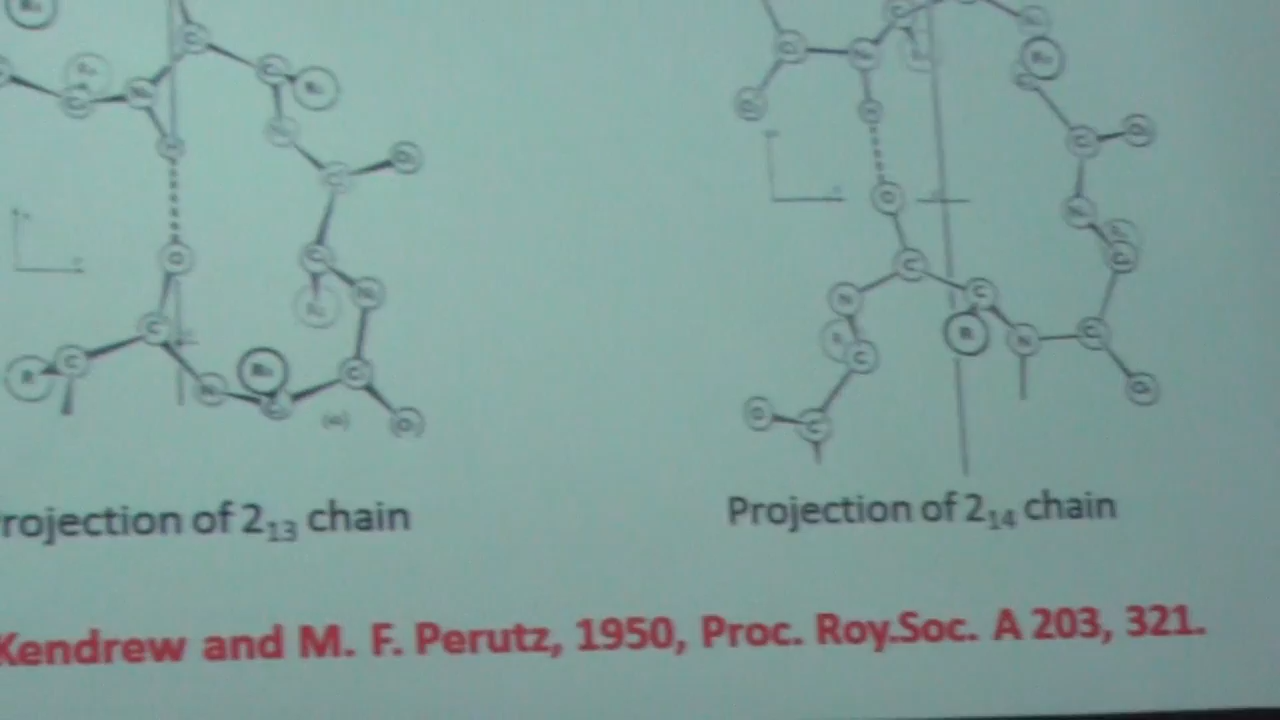 rojection of 2₁₃ chain
Projection of 2₁₄ chain
Kendrew and M. F. Perutz, 1950, Proc. Roy.Soc. A 203, 321.